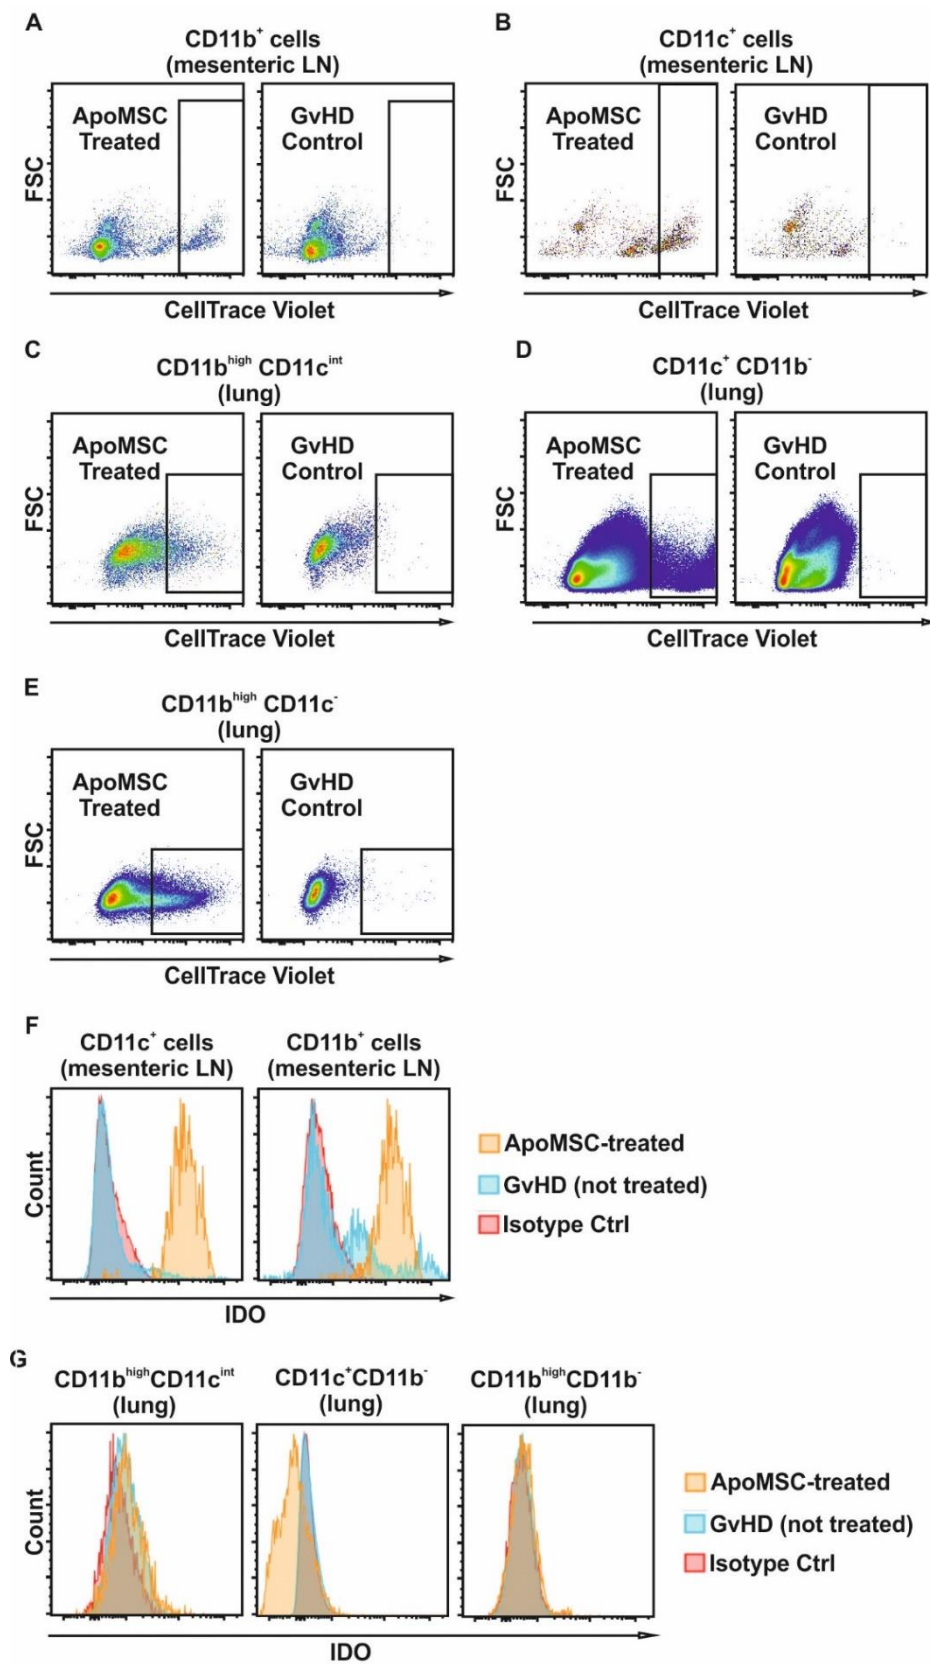 A
CD11b⁺ cells
(mesenteric LN)
ApoMSC
Treated
GvHD
Control
FSC
CellTrace Violet
B
CD11c⁺ cells
(mesenteric LN)
ApoMSC
Treated
GvHD
Control
FSC
CellTrace Violet
C
CD11bʰⁱᵍʰ CD11cⁱⁿᵗ
(lung)
ApoMSC
Treated
GvHD
Control
FSC
CellTrace Violet
D
CD11c⁺ CD11b⁻
(lung)
ApoMSC
Treated
GvHD
Control
FSC
CellTrace Violet
E
CD11bʰⁱᵍʰ CD11c⁻
(lung)
ApoMSC
Treated
GvHD
Control
FSC
CellTrace Violet
F
CD11c⁺ cells
(mesenteric LN)
CD11b⁺ cells
(mesenteric LN)
Count
IDO
ApoMSC-treated
GvHD (not treated)
Isotype Ctrl
G
CD11bʰⁱᵍʰCD11cⁱⁿᵗ
(lung)
CD11c⁺CD11b⁻
(lung)
CD11bʰⁱᵍʰCD11b⁻
(lung)
Count
IDO
ApoMSC-treated
GvHD (not treated)
Isotype Ctrl